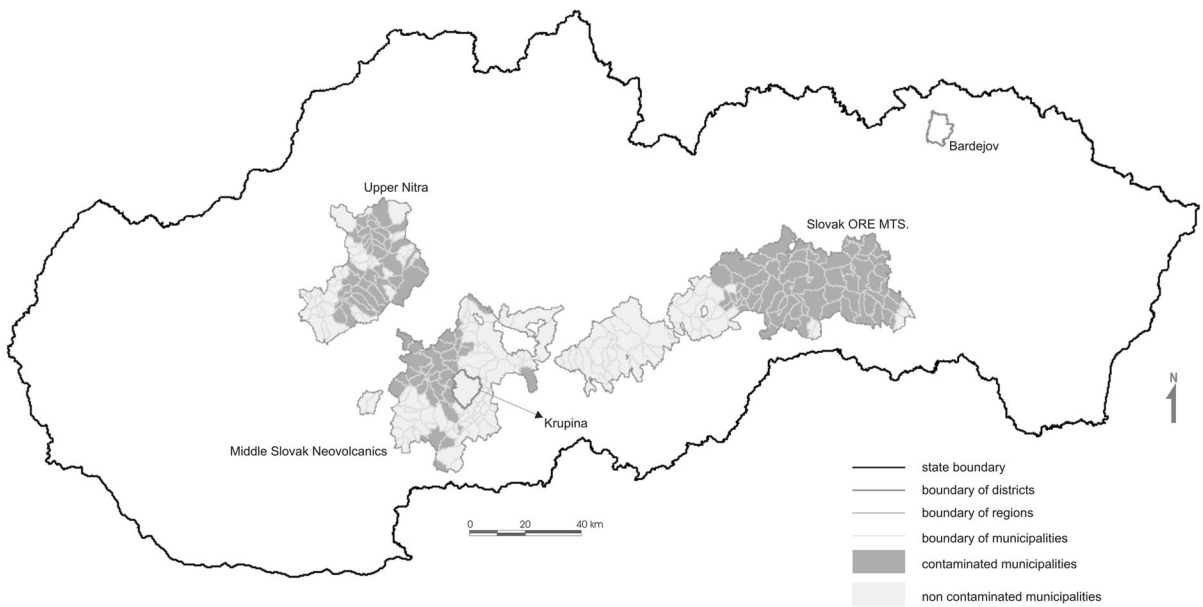 Bardejov
Upper Nitra
Slovak ORE MTS.
N
Krupina
Middle Slovak Neovolcanics
state boundary
boundary of districts
boundary of regions
boundary of municipalities
contaminated municipalities
non contaminated municipalities
0 20 40 km